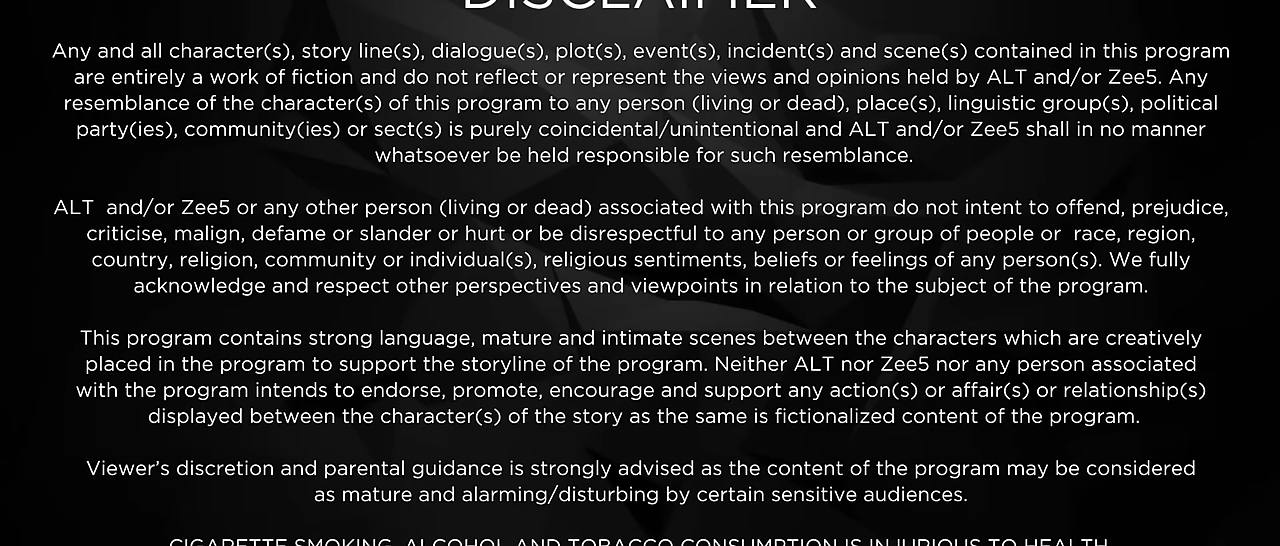 DISCLAIMER
Any and all character(s), story line(s), dialogue(s), plot(s), event(s), incident(s) and scene(s) contained in this program
are entirely a work of fiction and do not reflect or represent the views and opinions held by ALT and/or Zee5. Any
resemblance of the character(s) of this program to any person (living or dead), place(s), linguistic group(s), political
party(ies), community(ies) or sect(s) is purely coincidental/unintentional and ALT and/or Zee5 shall in no manner
whatsoever be held responsible for such resemblance.
ALT and/or Zee5 or any other person (living or dead) associated with this program do not intent to offend, prejudice,
criticise, malign, defame or slander or hurt or be disrespectful to any person or group of people or race, region,
country, religion, community or individual(s), religious sentiments, beliefs or feelings of any person(s). We fully
acknowledge and respect other perspectives and viewpoints in relation to the subject of the program.
This program contains strong language, mature and intimate scenes between the characters which are creatively
placed in the program to support the storyline of the program. Neither ALT nor Zee5 nor any person associated
with the program intends to endorse, promote, encourage and support any action(s) or affair(s) or relationship(s)
displayed between the character(s) of the story as the same is fictionalized content of the program.
Viewer's discretion and parental guidance is strongly advised as the content of the program may be considered
as mature and alarming/disturbing by certain sensitive audiences.
CIGARETTE SMOKING, ALCOHOL AND TOBACCO CONSUMPTION IS INJURIOUS TO HEALTH